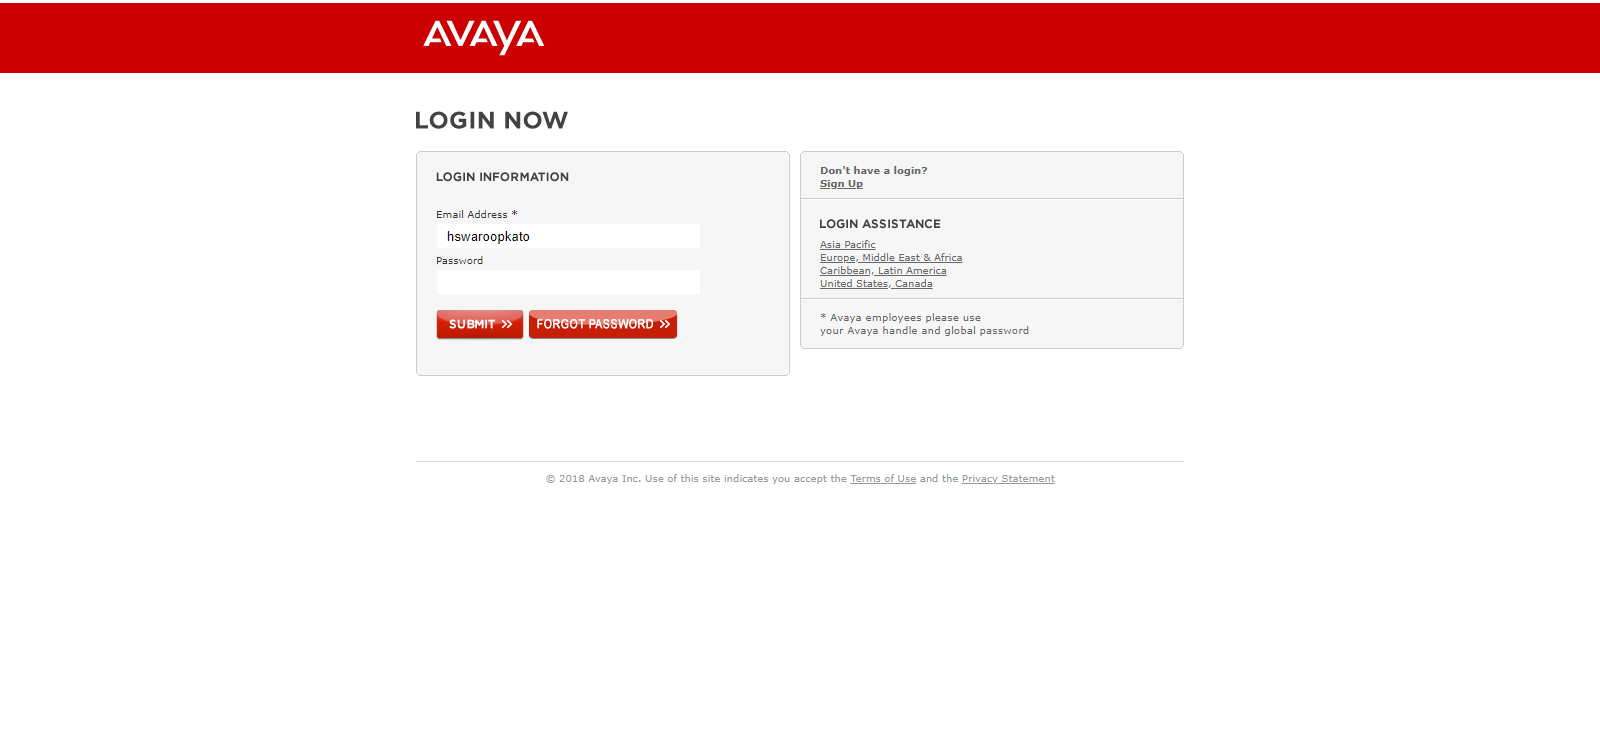 AVAYA
LOGIN NOW
LOGIN INFORMATION
Email Address *
hswaroopkato
Password
SUBMIT >>
FORGOT PASSWORD >>
Don't have a login?
Sign Up
LOGIN ASSISTANCE
Asia Pacific
Europe, Middle East & Africa
Caribbean, Latin America
United States, Canada
* Avaya employees please use
your Avaya handle and global password
© 2018 Avaya Inc. Use of this site indicates you accept the Terms of Use and the Privacy Statement